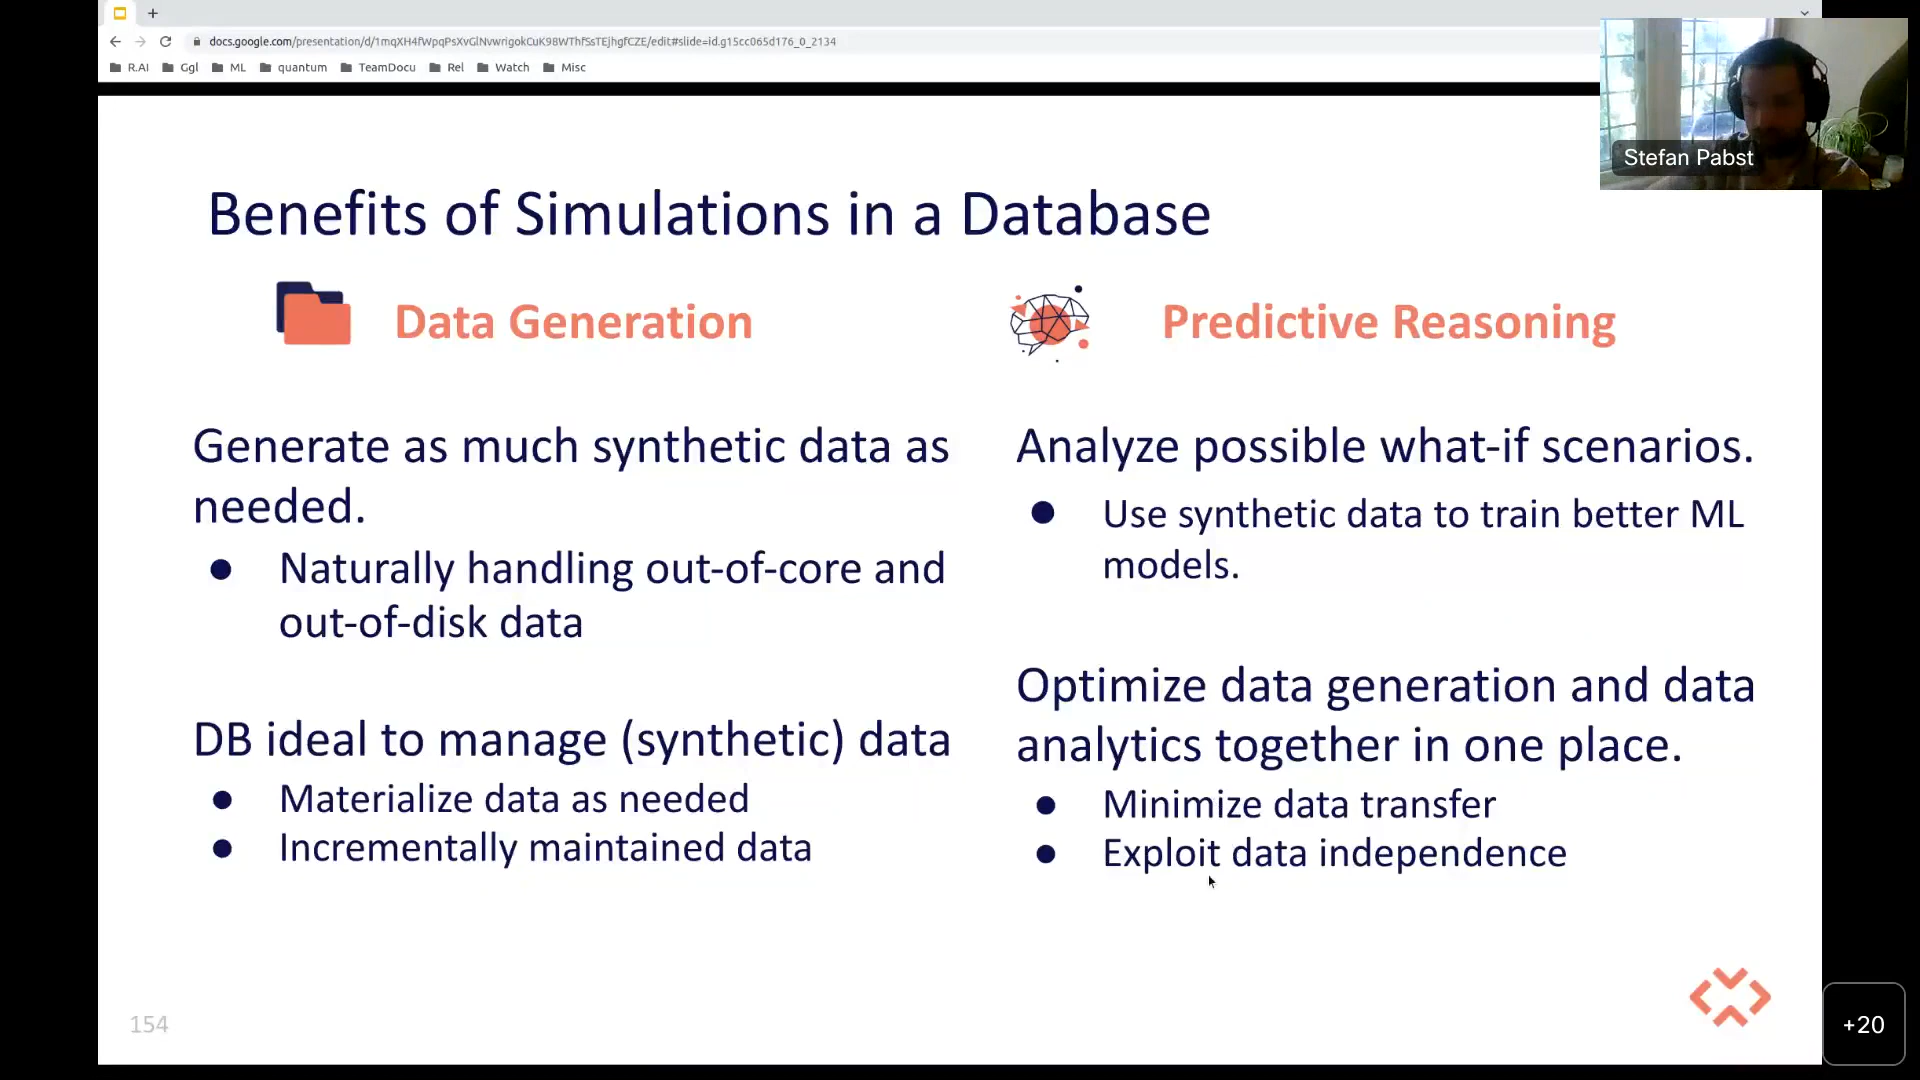 docs.google.com/presentation/d/1mqXH4fWpqPsXvGlNvwrigokCuK98WThfSsTEjhgfCZE/edit#slide=id.g15cc065d176_0_2134
R.AI Ggl ML quantum TeamDocu Rel Watch Misc
Stefan Pabst
Benefits of Simulations in a Database
Data Generation
Generate as much synthetic data as
needed.
● Naturally handling out-of-core and
out-of-disk data
DB ideal to manage (synthetic) data
● Materialize data as needed
● Incrementally maintained data
Predictive Reasoning
Analyze possible what-if scenarios.
● Use synthetic data to train better ML
models.
Optimize data generation and data
analytics together in one place.
● Minimize data transfer
● Exploit data independence
154
+20